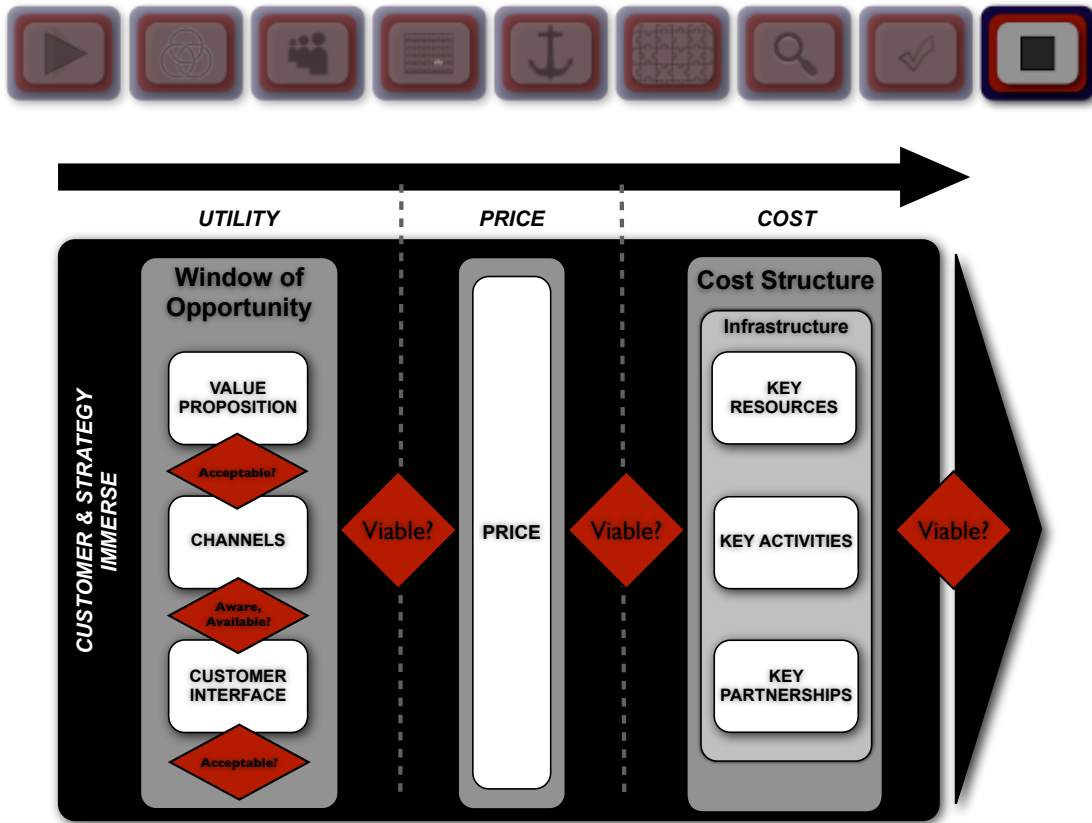 UTILITY
PRICE
COST
CUSTOMER & STRATEGY
IMMERSE
Window of
Opportunity
VALUE
PROPOSITION
Acceptable?
CHANNELS
Aware,
Available?
CUSTOMER
INTERFACE
Acceptable?
Viable?
PRICE
Viable?
Cost Structure
Infrastructure
KEY
RESOURCES
KEY ACTIVITIES
KEY
PARTNERSHIPS
Viable?